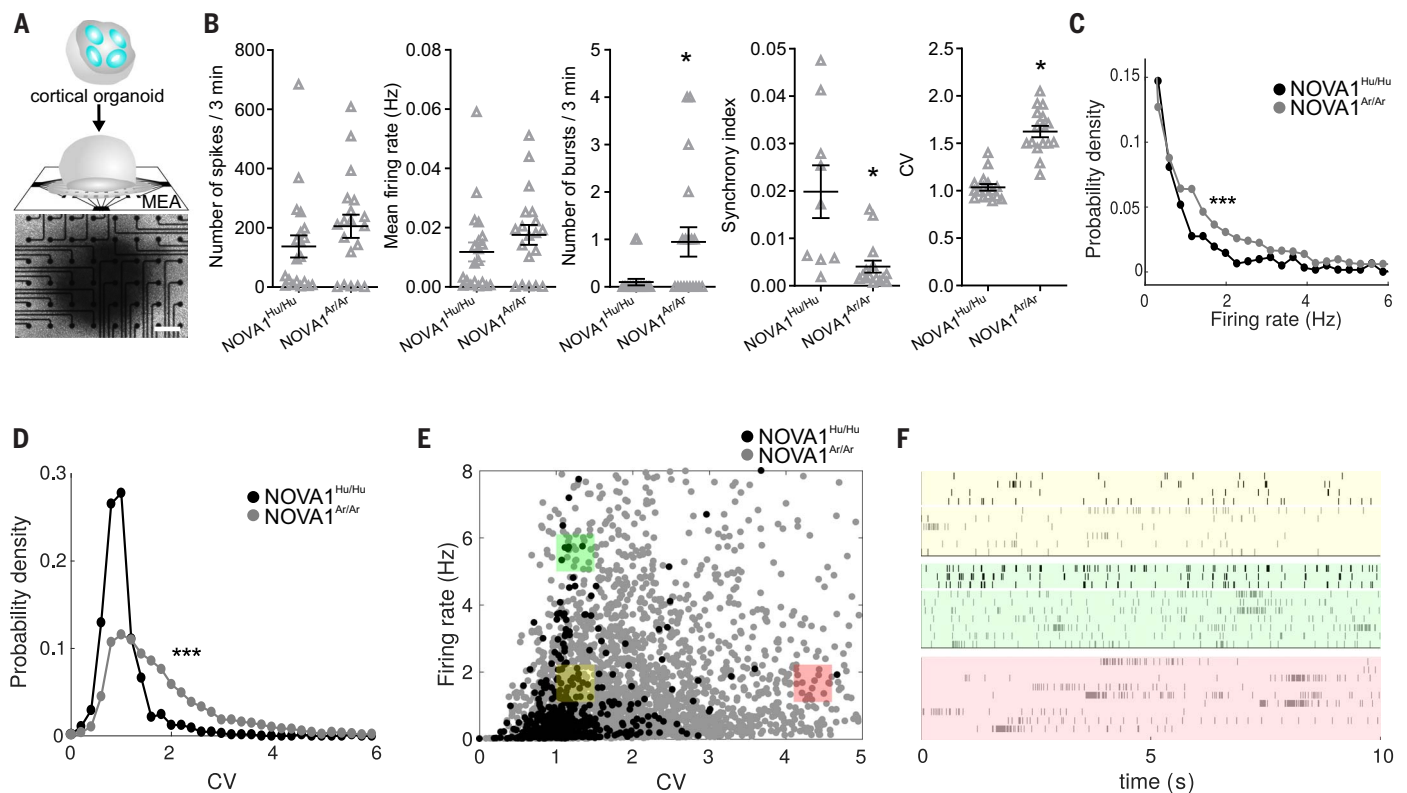 A
cortical organoid
MEA
B
800
600
400
200
0
Number of spikes / 3 min
NOVA1Hu/Hu
NOVA1Ar/Ar
0.08
0.06
0.04
0.02
0.00
Mean firing rate (Hz)
NOVA1Hu/Hu
NOVA1Ar/Ar
5
4
3
2
1
0
Number of bursts / 3 min
*
NOVA1Hu/Hu
NOVA1Ar/Ar
0.05
0.04
0.03
0.02
0.01
0.00
Synchrony index
*
NOVA1Hu/Hu
NOVA1Ar/Ar
2.5
2.0
1.5
1.0
0.5
0.0
CV
*
NOVA1Hu/Hu
NOVA1Ar/Ar
C
NOVA1Hu/Hu
NOVA1Ar/Ar
0.15
0.1
0.05
0
Probability density
***
0 2 4 6
Firing rate (Hz)
D
NOVA1Hu/Hu
NOVA1Ar/Ar
0.3
0.2
0.1
0
Probability density
***
0 2 4 6
CV
E
NOVA1Hu/Hu
NOVA1Ar/Ar
8
6
4
2
0
Firing rate (Hz)
0 1 2 3 4 5
CV
F
0 5 10
time (s)